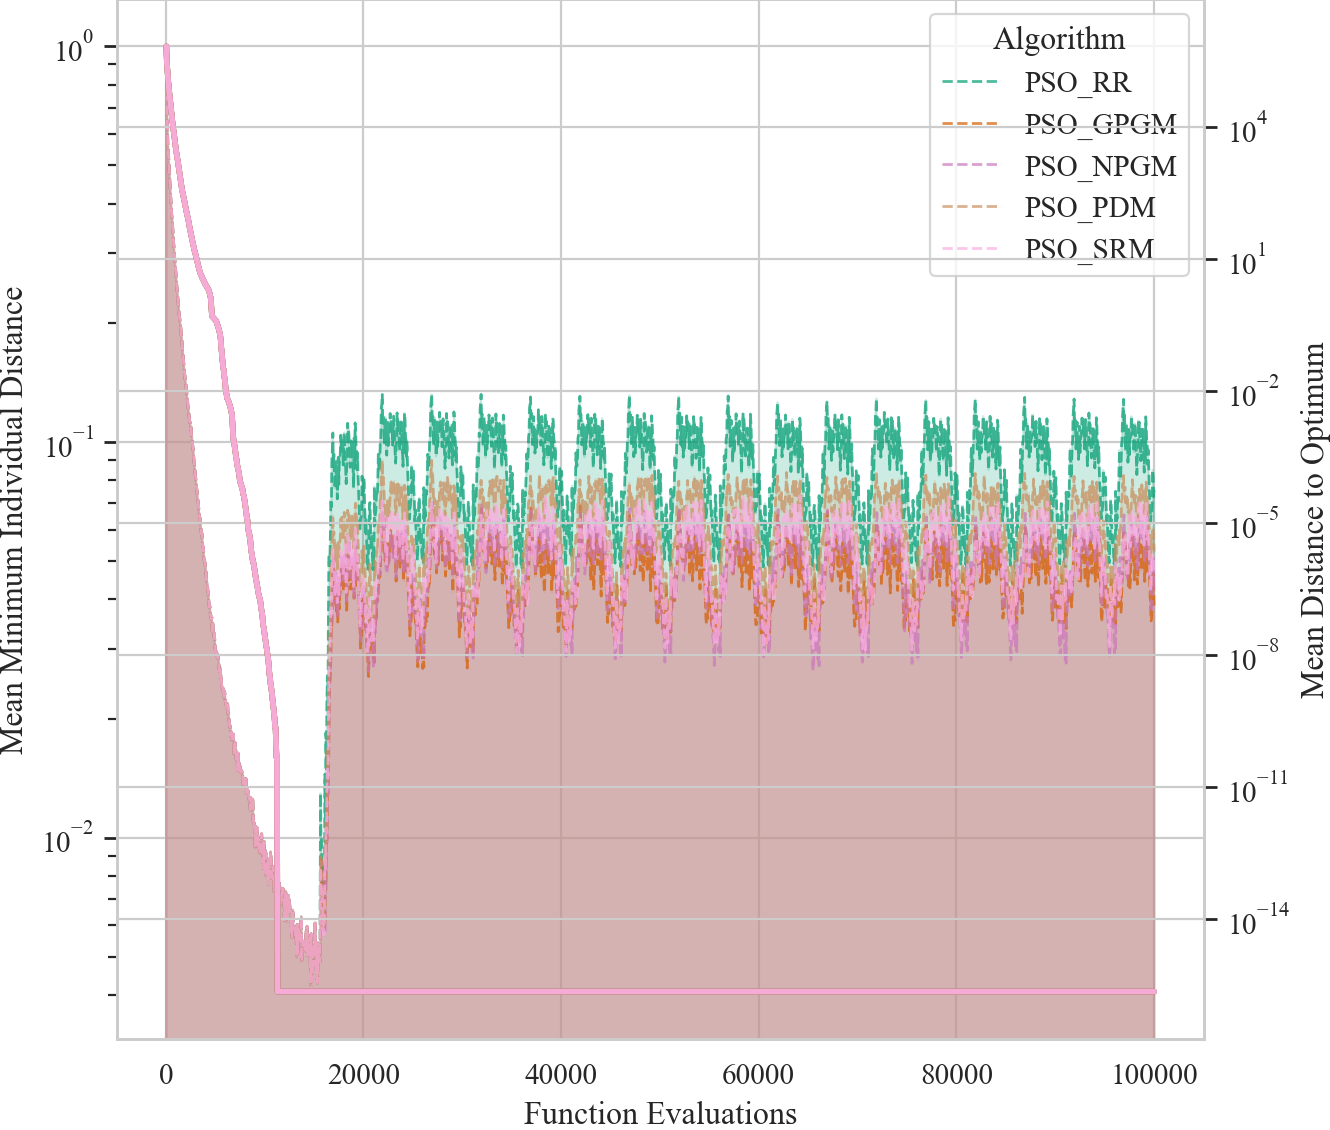 Algorithm
PSO_RR
PSO_GPGM
PSO_NPGM
PSO_PDM
PSO_SRM
10^0
10^−1
10^−2
Mean Minimum Individual Distance
10^4
10^1
10^−2
10^−5
10^−8
10^−11
10^−14
Mean Distance to Optimum
0 20000 40000 60000 80000 100000
Function Evaluations